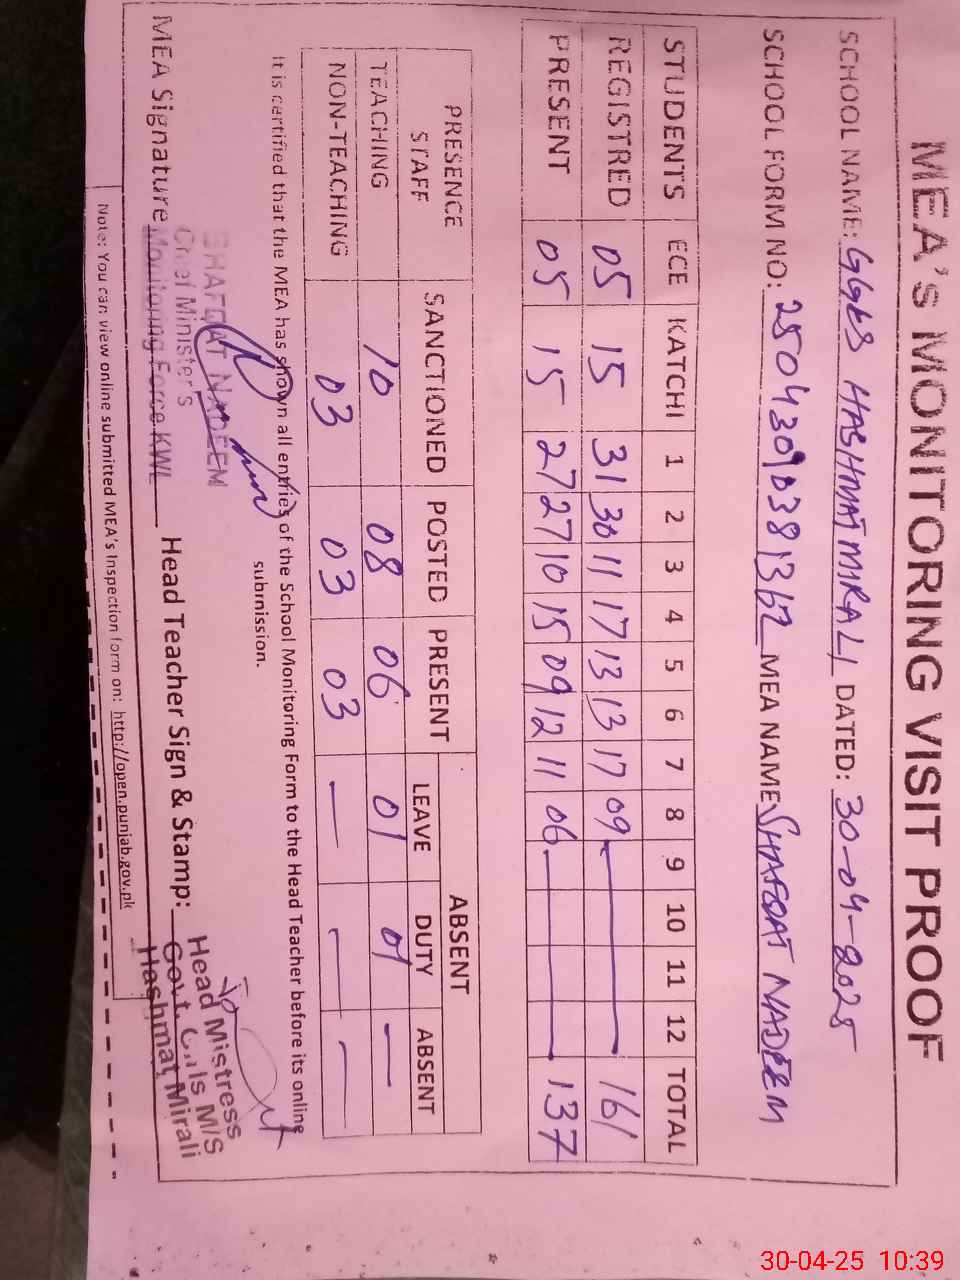 MEA's MONITORING VISIT PROOF
SCHOOL NAME: GGES HASHMAT MIRALI DATED: 30-04-2025
SCHOOL FORM NO: MEA NAME SHAFQAT NADEEM
STUDENTS ECE KATCHI 1 2 3 4 5 6 7 8 9 10 11 12 TOTAL
REGISTRED 05 15 31 30 11 17 13 13 17 09 161
PRESENT 05 15 27 27 10 15 09 12 11 06 137
PRESENCE SANCTIONED POSTED PRESENT ABSENT
STAFF LEAVE DUTY ABSENT
TEACHING 10 08 06 01 01 —
NON-TEACHING 03 03 03 — — —
It is certified that the MEA has shown all entries of the School Monitoring Form to the Head Teacher before its online
submission.
SHAFQAT NADEEM
Chief Minister's
Monitoring Force KWL
MEA Signature Head Teacher Sign & Stamp:
Head Mistress
Govt. Girls M/S
Hashmat Mirali
Note: You can view online submitted MEA's Inspection form on: http://open.punjab.gov.pk
30-04-25 10:39